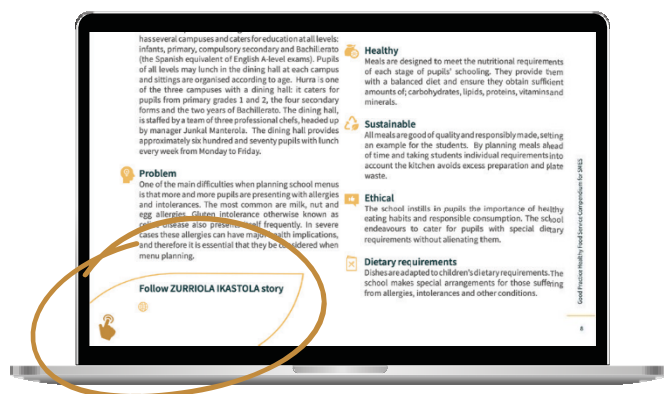 has several campuses and caters for education at all levels:
infants, primary, compulsory secondary and Bachillerato
(the Spanish equivalent of English A-level exams). Pupils
of all levels may lunch in the dining hall at each campus
and sittings are organised according to age. Hurra is one
of the three campuses with a dining hall: it caters for
pupils from primary grades 1 and 2, the four secondary
forms and the two years of Bachillerato. The dining hall,
is staffed by a team of three professional chefs, headed up
by manager Junkal Manterola. The dining hall provides
approximately six hundred and seventy pupils with lunch
every week from Monday to Friday.
Problem
One of the main difficulties when planning school menus
is that more and more pupils are presenting with allergies
and intolerances. The most common are milk, nut and
egg allergies. Gluten intolerance otherwise known as
disease also presents itself frequently. In severe
cases these allergies can have major health implications,
and therefore it is essential that they be considered when
menu planning.
Follow ZURRIOLA IKASTOLA story
Healthy
Meals are designed to meet the nutritional requirements
of each stage of pupils' schooling. They provide them
with a balanced diet and ensure they obtain sufficient
amounts of; carbohydrates, lipids, proteins, vitamins and
minerals.
Sustainable
All meals are good of quality and responsibly made, setting
an example for the students. By planning meals ahead
of time and taking students individual requirements into
account the kitchen avoids excess preparation and plate
waste.
Ethical
The school instills in pupils the importance of healthy
eating habits and responsible consumption. The school
endeavours to cater for pupils with special dietary
requirements without alienating them.
Dietary requirements
Dishes are adapted to children's dietary requirements. The
school makes special arrangements for those suffering
from allergies, intolerances and other conditions.
Good Practice Healthy Food Service Compendium for SMES
8